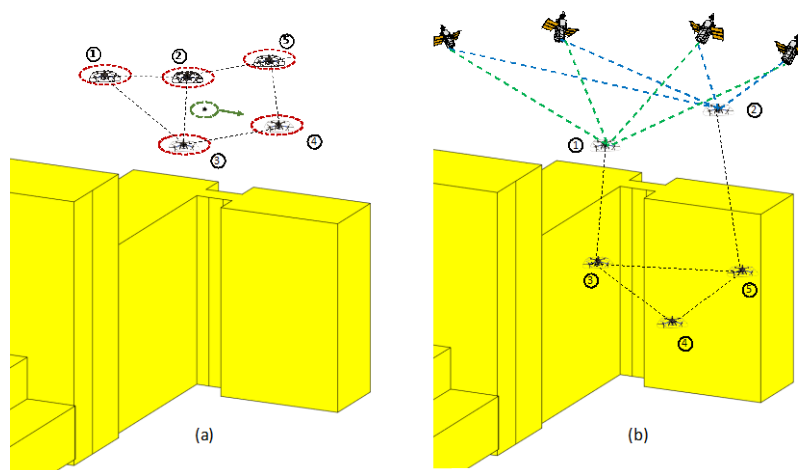 ① ② ⑤
③ ④
(a)
① ②
③ ⑤
④
(b)